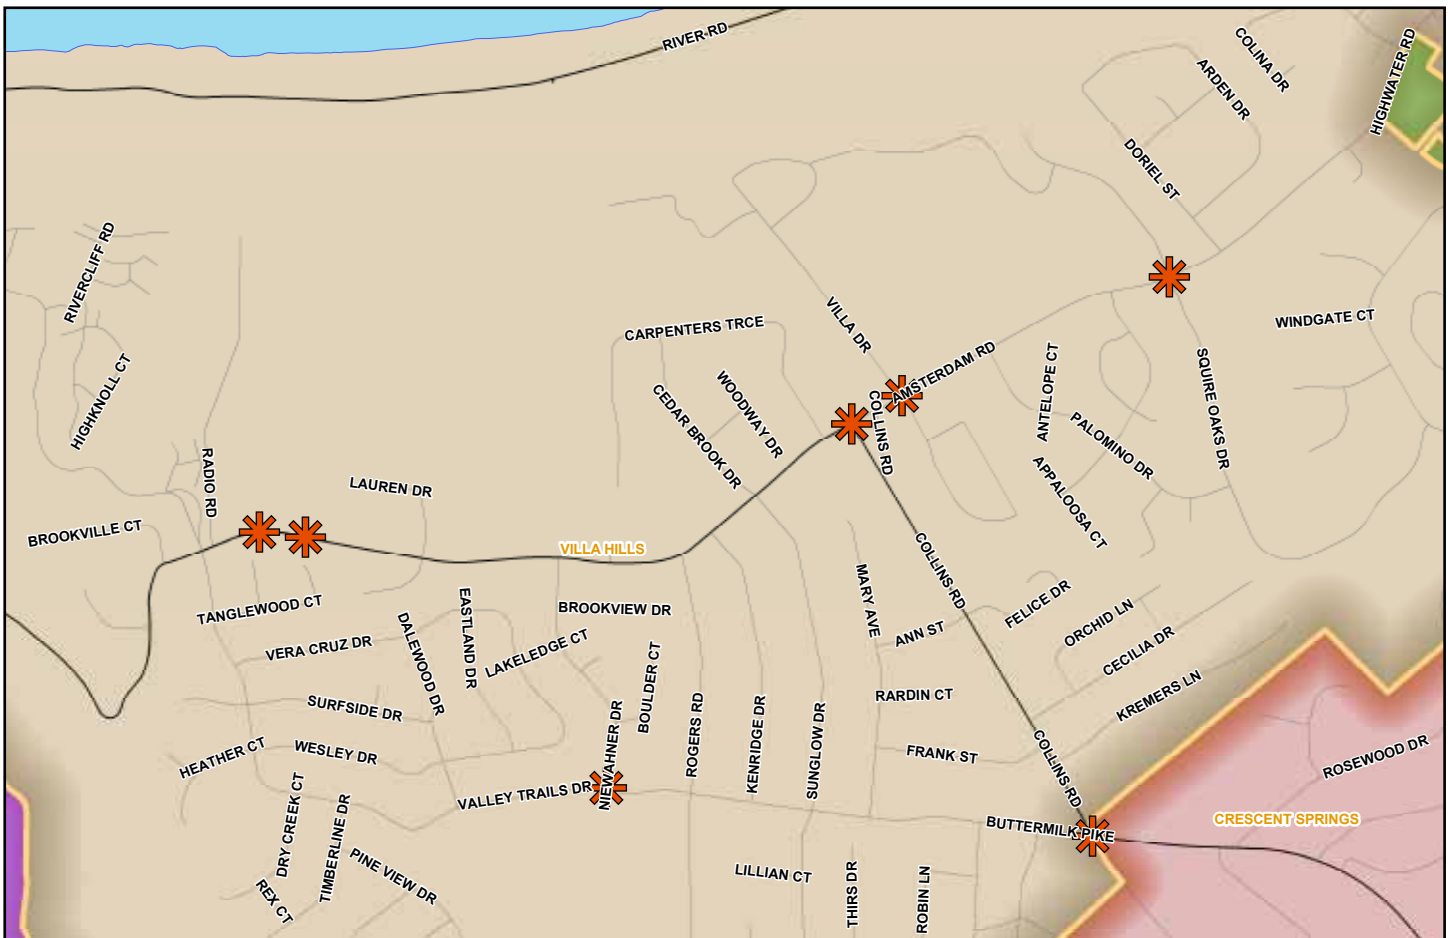 RIVER RD
COLINA DR
ARDEN DR
HIGHWATER RD
DORIEL ST
RIVERCLIFF RD
VILLA DR
CARPENTERS TRCE
WINDGATE CT
AMSTERDAM RD
ANTELOPE CT
SQUIRE OAKS DR
HIGHKNOLL CT
WOODWAY DR
CEDAR BROOK DR
COLLINS RD
PALOMINO DR
APPALOOSA CT
RADIO RD
LAUREN DR
BROOKVILLE CT
VILLA HILLS
COLLINS RD
MARY AVE
FELICE DR
TANGLEWOOD CT
EASTLAND DR
BROOKVIEW DR
ANN ST
ORCHID LN
CECILIA DR
VERA CRUZ DR
DALEWOOD DR
LAKELEDGE CT
BOULDER CT
RARDIN CT
KREMERS LN
SURFSIDE DR
NIEWAHNER DR
ROGERS RD
KENRIDGE DR
SUNGLOW DR
HEATHER CT
WESLEY DR
FRANK ST
COLLINS RD
ROSEWOOD DR
VALLEY TRAILS DR
DRY CREEK CT
TIMBERLINE DR
BUTTERMILK PIKE
CRESCENT SPRINGS
PINE VIEW DR
REX CT
LILLIAN CT
THIRS DR
ROBIN LN